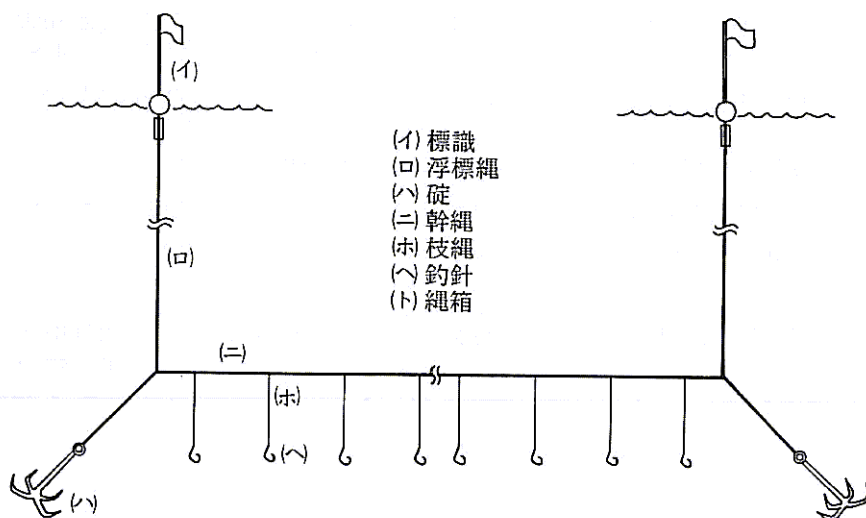 (イ)
(イ) 標識
(ロ) 浮標縄
(ハ) 碇
(ニ) 幹縄
(ホ) 枝縄
(ヘ) 釣針
(ト) 縄箱
(ロ)
(ニ)
(ホ)
(ヘ)
(ハ)